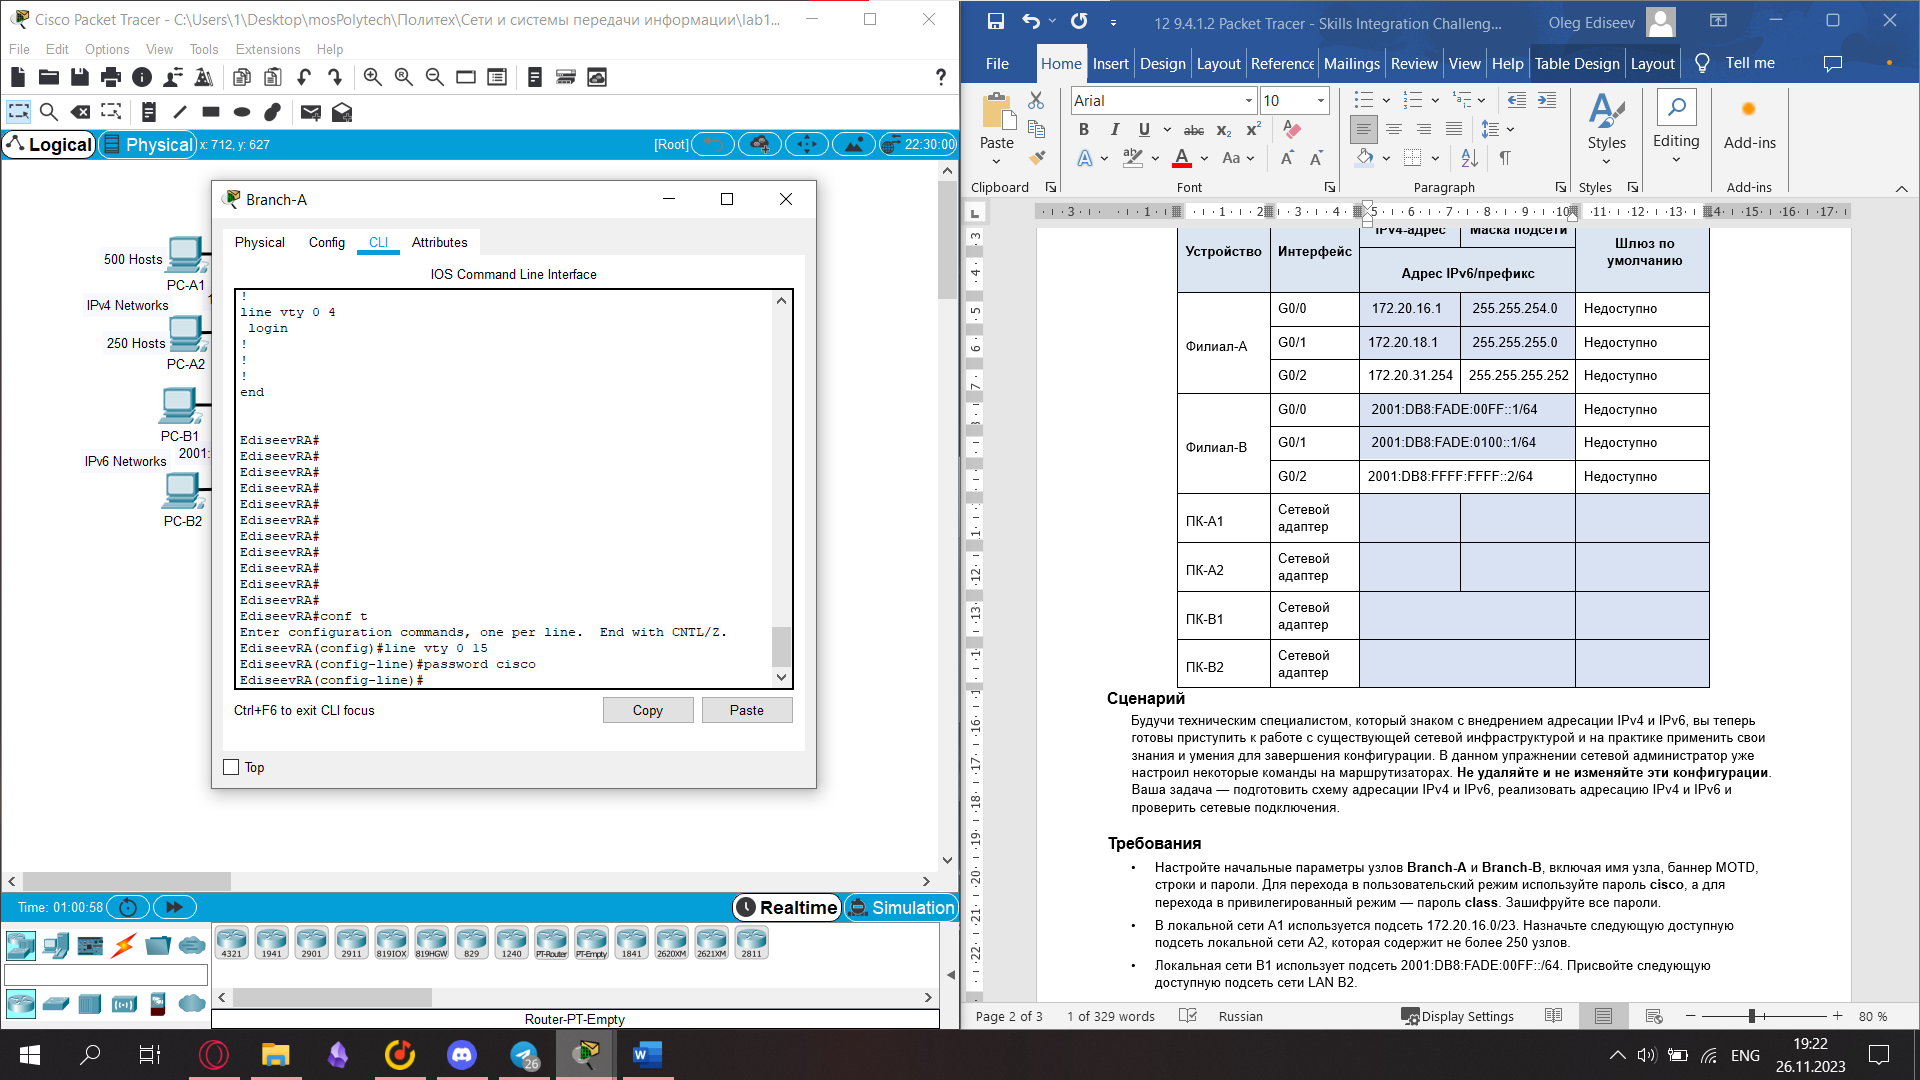 Cisco Packet Tracer - C:\Users\1\Desktop\mosPolytech\Политех\Сети и системы передачи информации\lab1...
File Edit Options View Tools Extensions Help
?
Logical Physical x: 712, y: 627 [Root] 22:30:00
500 Hosts
PC-A1
IPv4 Networks
250 Hosts
PC-A2
PC-B1
2001:
IPv6 Networks
PC-B2
Branch-A
Physical Config CLI Attributes
IOS Command Line Interface
!
line vty 0 4
login
!
!
!
end
EdiseevRA#
EdiseevRA#
EdiseevRA#
EdiseevRA#
EdiseevRA#
EdiseevRA#
EdiseevRA#
EdiseevRA#
EdiseevRA#
EdiseevRA#
EdiseevRA#
EdiseevRA#conf t
Enter configuration commands, one per line. End with CNTL/Z.
EdiseevRA(config)#line vty 0 15
EdiseevRA(config-line)#password cisco
EdiseevRA(config-line)#
Ctrl+F6 to exit CLI focus Copy Paste
Top
Time: 01:00:58 Realtime Simulation
4321 1941 2901 2911 819IOX 819HGW 829 1240 PT-Router PT-Empty 1841 2620XM 2621XM 2811
Router-PT-Empty
12 9.4.1.2 Packet Tracer - Skills Integration Challeng... Oleg Ediseev
File Home Insert Design Layout Reference Mailings Review View Help Table Design Layout Tell me
Paste
Arial 10
Styles Editing Add-ins
Clipboard Font Paragraph Styles Add-ins
Устройство Интерфейс IPv4-адрес Маска подсети Шлюз по умолчанию
Адрес IPv6/префикс
Филиал-А
G0/0 172.20.16.1 255.255.254.0 Недоступно
G0/1 172.20.18.1 255.255.255.0 Недоступно
G0/2 172.20.31.254 255.255.255.252 Недоступно
Филиал-В
G0/0 2001:DB8:FADE:00FF::1/64 Недоступно
G0/1 2001:DB8:FADE:0100::1/64 Недоступно
G0/2 2001:DB8:FFFF:FFFF::2/64 Недоступно
ПК-А1 Сетевой адаптер
ПК-А2 Сетевой адаптер
ПК-В1 Сетевой адаптер
ПК-В2 Сетевой адаптер
Сценарий
Будучи техническим специалистом, который знаком с внедрением адресации IPv4 и IPv6, вы теперь
готовы приступить к работе с существующей сетевой инфраструктурой и на практике применить свои
знания и умения для завершения конфигурации. В данном упражнении сетевой администратор уже
настроил некоторые команды на маршрутизаторах. Не удаляйте и не изменяйте эти конфигурации.
Ваша задача — подготовить схему адресации IPv4 и IPv6, реализовать адресацию IPv4 и IPv6 и
проверить сетевые подключения.
Требования
• Настройте начальные параметры узлов Branch-A и Branch-B, включая имя узла, баннер MOTD,
строки и пароли. Для перехода в пользовательский режим используйте пароль cisco, а для
перехода в привилегированный режим — пароль class. Зашифруйте все пароли.
• В локальной сети A1 используется подсеть 172.20.16.0/23. Назначьте следующую доступную
подсеть локальной сети A2, которая содержит не более 250 узлов.
• Локальная сети B1 использует подсеть 2001:DB8:FADE:00FF::/64. Присвойте следующую
доступную подсеть сети LAN B2.
Page 2 of 3 1 of 329 words Russian Display Settings 80 %
26 ENG 19:22
26.11.2023